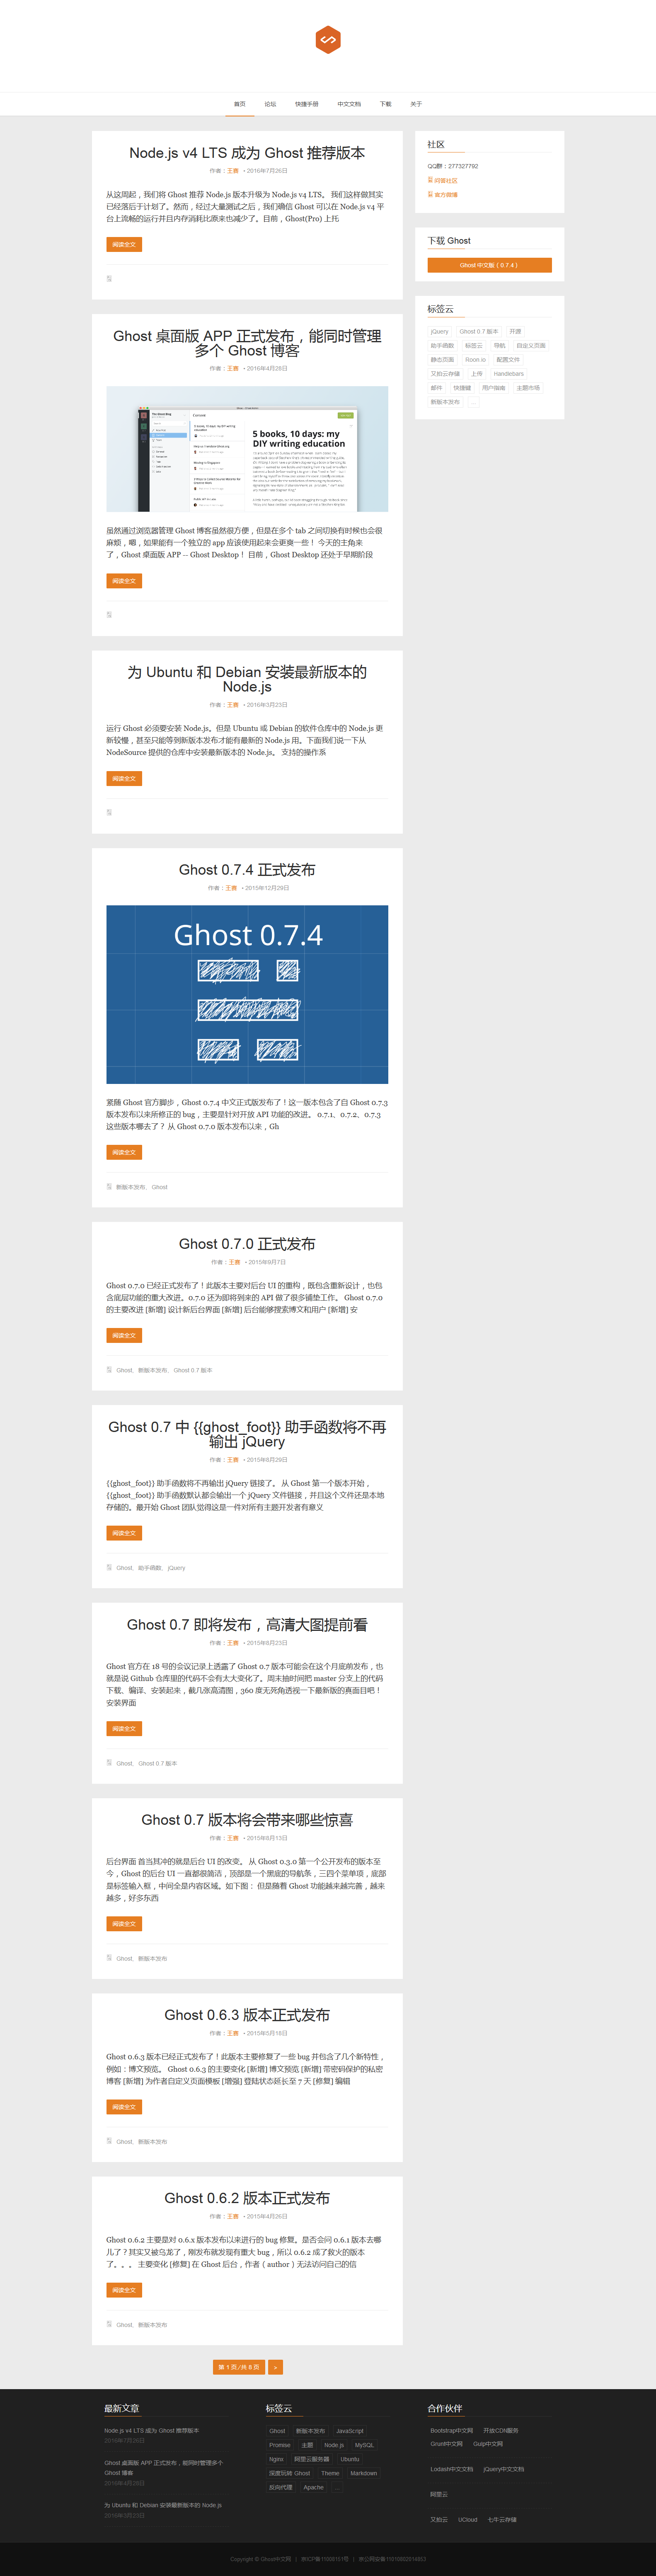 首页 论坛 快捷手册 中文文档 下载 关于
Node.js v4 LTS 成为 Ghost 推荐版本
作者：王赛 • 2016年7月26日
从这周起，我们将 Ghost 推荐 Node.js 版本升级为 Node.js v4 LTS。 我们这样做其实
已经落后于计划了。然而，经过大量测试之后，我们确信 Ghost 可以在 Node.js v4 平
台上流畅的运行并且内存消耗比原来也减少了。目前，Ghost(Pro) 上托
阅读全文
Ghost 桌面版 APP 正式发布，能同时管理
多个 Ghost 博客
作者：王赛 • 2016年4月28日
Content
5 books, 10 days: my
DIY writing education
虽然通过浏览器管理 Ghost 博客虽然很方便，但是在多个 tab 之间切换有时候也会很
麻烦，嗯，如果能有一个独立的 app 应该使用起来会更爽一些！ 今天的主角来
了，Ghost 桌面版 APP -- Ghost Desktop！ 目前，Ghost Desktop 还处于早期阶段
阅读全文
为 Ubuntu 和 Debian 安装最新版本的
Node.js
作者：王赛 • 2016年3月23日
运行 Ghost 必须要安装 Node.js。但是 Ubuntu 或 Debian 的软件仓库中的 Node.js 更
新较慢，甚至只能等到新版本发布才能有最新的 Node.js 用。下面我们说一下从
NodeSource 提供的仓库中安装最新版本的 Node.js。 支持的操作系
阅读全文
Ghost 0.7.4 正式发布
作者：王赛 • 2015年12月29日
Ghost 0.7.4
紧随 Ghost 官方脚步，Ghost 0.7.4 中文正式版发布了！这一版本包含了自 Ghost 0.7.3
版本发布以来所修正的 bug，主要是针对开放 API 功能的改进。 0.7.1、0.7.2、0.7.3
这些版本哪去了？ 从 Ghost 0.7.0 版本发布以来，Gh
阅读全文
新版本发布、 Ghost
Ghost 0.7.0 正式发布
作者：王赛 • 2015年9月7日
Ghost 0.7.0 已经正式发布了！此版本主要对后台 UI 的重构，既包含重新设计，也包
含底层功能的重大改进。0.7.0 还为即将到来的 API 做了很多铺垫工作。 Ghost 0.7.0
的主要改进 [新增] 设计新后台界面 [新增] 后台能够搜索博文和用户 [新增] 安
阅读全文
Ghost、 新版本发布、 Ghost 0.7 版本
Ghost 0.7 中 {{ghost_foot}} 助手函数将不再
输出 jQuery
作者：王赛 • 2015年8月29日
{{ghost_foot}} 助手函数将不再输出 jQuery 链接了。 从 Ghost 第一个版本开始，
{{ghost_foot}} 助手函数默认都会输出一个 jQuery 文件链接，并且这个文件还是本地
存储的。最开始 Ghost 团队觉得这是一件对所有主题开发者有意义
阅读全文
Ghost、 助手函数、 jQuery
Ghost 0.7 即将发布，高清大图提前看
作者：王赛 • 2015年8月23日
Ghost 官方在 18 号的会议记录上透露了 Ghost 0.7 版本可能会在这个月底前发布，也
就是说 Github 仓库里的代码不会有太大变化了。周末抽时间把 master 分支上的代码
下载、编译、安装起来，截几张高清图，360 度无死角透视一下最新版的真面目吧！
安装界面
阅读全文
Ghost、 Ghost 0.7 版本
Ghost 0.7 版本将会带来哪些惊喜
作者：王赛 • 2015年8月13日
后台界面 首当其冲的就是后台 UI 的改变。 从 Ghost 0.3.0 第一个公开发布的版本至
今，Ghost 的后台 UI 一直都很简洁，顶部是一个黑底的导航条，三四个菜单项，底部
是标签输入框，中间全是内容区域。如下图： 但是随着 Ghost 功能越来越完善，越来
越多，好多东西
阅读全文
Ghost、 新版本发布
Ghost 0.6.3 版本正式发布
作者：王赛 • 2015年5月18日
Ghost 0.6.3 版本已经正式发布了！此版本主要修复了一些 bug 并包含了几个新特性，
例如：博文预览。 Ghost 0.6.3 的主要变化 [新增] 博文预览 [新增] 带密码保护的私密
博客 [新增] 为作者自定义页面模板 [增强] 登陆状态延长至 7 天 [修复] 编辑
阅读全文
Ghost、 新版本发布
Ghost 0.6.2 版本正式发布
作者：王赛 • 2015年4月26日
Ghost 0.6.2 主要是对 0.6.x 版本发布以来进行的 bug 修复。是否会问 0.6.1 版本去哪
儿了？其实又被乌龙了，刚发布就发现有重大 bug，所以 0.6.2 成了救火的版本
了。。。 主要变化 [修复] 在 Ghost 后台，作者（author）无法访问自己的信
阅读全文
Ghost、 新版本发布
第 1 页/共 8 页 >
社区
QQ群：277327792
问答社区
官方微博
下载 Ghost
Ghost 中文版（0.7.4）
标签云
jQuery Ghost 0.7 版本 开源
助手函数 标签云 导航 自定义页面
静态页面 Roon.io 配置文件
又拍云存储 上传 Handlebars
邮件 快捷键 用户指南 主题市场
新版本发布 ...
最新文章
Node.js v4 LTS 成为 Ghost 推荐版本
2016年7月26日
Ghost 桌面版 APP 正式发布，能同时管理多个
Ghost 博客
2016年4月28日
为 Ubuntu 和 Debian 安装最新版本的 Node.js
2016年3月23日
标签云
Ghost 新版本发布 JavaScript
Promise 主题 Node.js MySQL
Nginx 阿里云服务器 Ubuntu
深度玩转 Ghost Theme Markdown
反向代理 Apache ...
合作伙伴
Bootstrap中文网 开放CDN服务
Grunt中文网 Gulp中文网
Lodash中文文档 jQuery中文文档
阿里云
又拍云 UCloud 七牛云存储
Copyright © Ghost中文网 | 京ICP备11008151号 | 京公网安备11010802014853